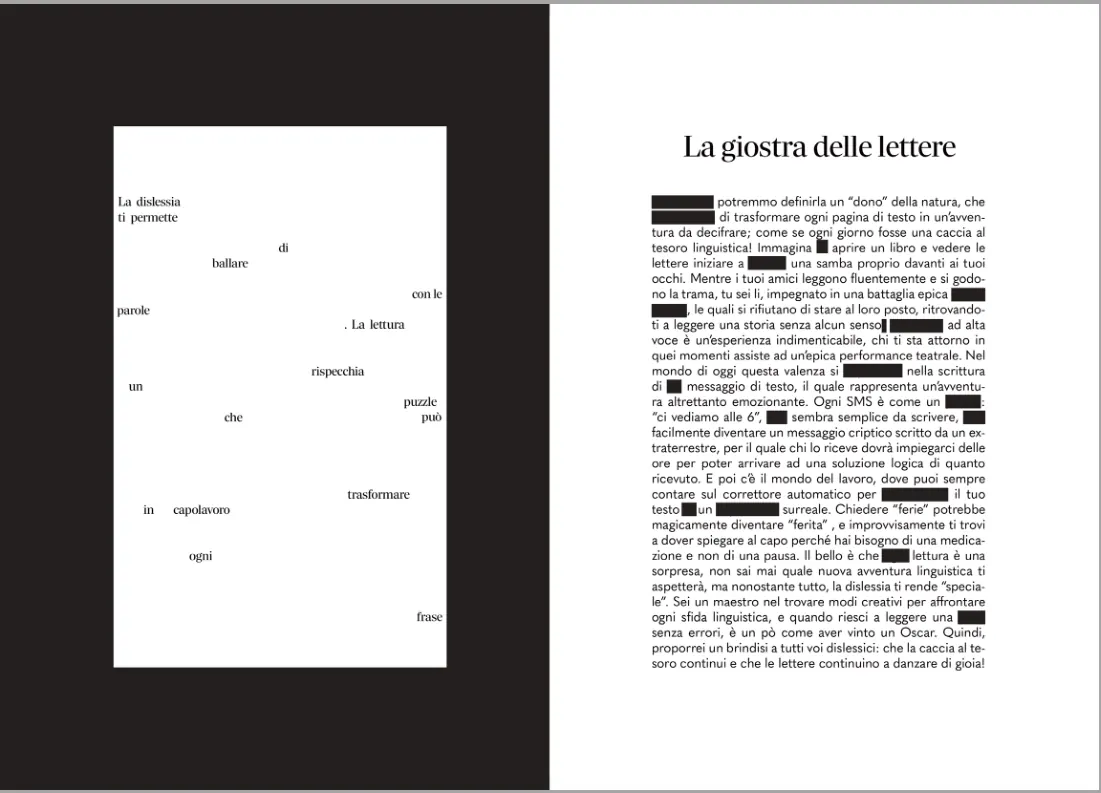 La dislessia
ti permette
di
ballare
con le
parole
. La lettura
rispecchia
un
puzzle
che può
trasformare
in capolavoro
ogni
frase
La giostra delle lettere
potremmo definirla un “dono” della natura, che
di trasformare ogni pagina di testo in un’avven-
tura da decifrare; come se ogni giorno fosse una caccia al
tesoro linguistica! Immagina aprire un libro e vedere le
lettere iniziare a una samba proprio davanti ai tuoi
occhi. Mentre i tuoi amici leggono fluentemente e si godo-
no la trama, tu sei li, impegnato in una battaglia epica
, le quali si rifiutano di stare al loro posto, ritrovando-
ti a leggere una storia senza alcun senso ad alta
voce è un’esperienza indimenticabile, chi ti sta attorno in
quei momenti assiste ad un’epica performance teatrale. Nel
mondo di oggi questa valenza si nella scrittura
di messaggio di testo, il quale rappresenta un’avventu-
ra altrettanto emozionante. Ogni SMS è come un :
“ci vediamo alle 6”, sembra semplice da scrivere,
facilmente diventare un messaggio criptico scritto da un ex-
traterrestre, per il quale chi lo riceve dovrà impiegarci delle
ore per poter arrivare ad una soluzione logica di quanto
ricevuto. E poi c’è il mondo del lavoro, dove puoi sempre
contare sul correttore automatico per il tuo
testo un surreale. Chiedere “ferie” potrebbe
magicamente diventare “ferita” , e improvvisamente ti trovi
a dover spiegare al capo perché hai bisogno di una medica-
zione e non di una pausa. Il bello è che lettura è una
sorpresa, non sai mai quale nuova avventura linguistica ti
aspetterà, ma nonostante tutto, la dislessia ti rende “specia-
le”. Sei un maestro nel trovare modi creativi per affrontare
ogni sfida linguistica, e quando riesci a leggere una
senza errori, è un pò come aver vinto un Oscar. Quindi,
proporrei un brindisi a tutti voi dislessici: che la caccia al te-
soro continui e che le lettere continuino a danzare di gioia!